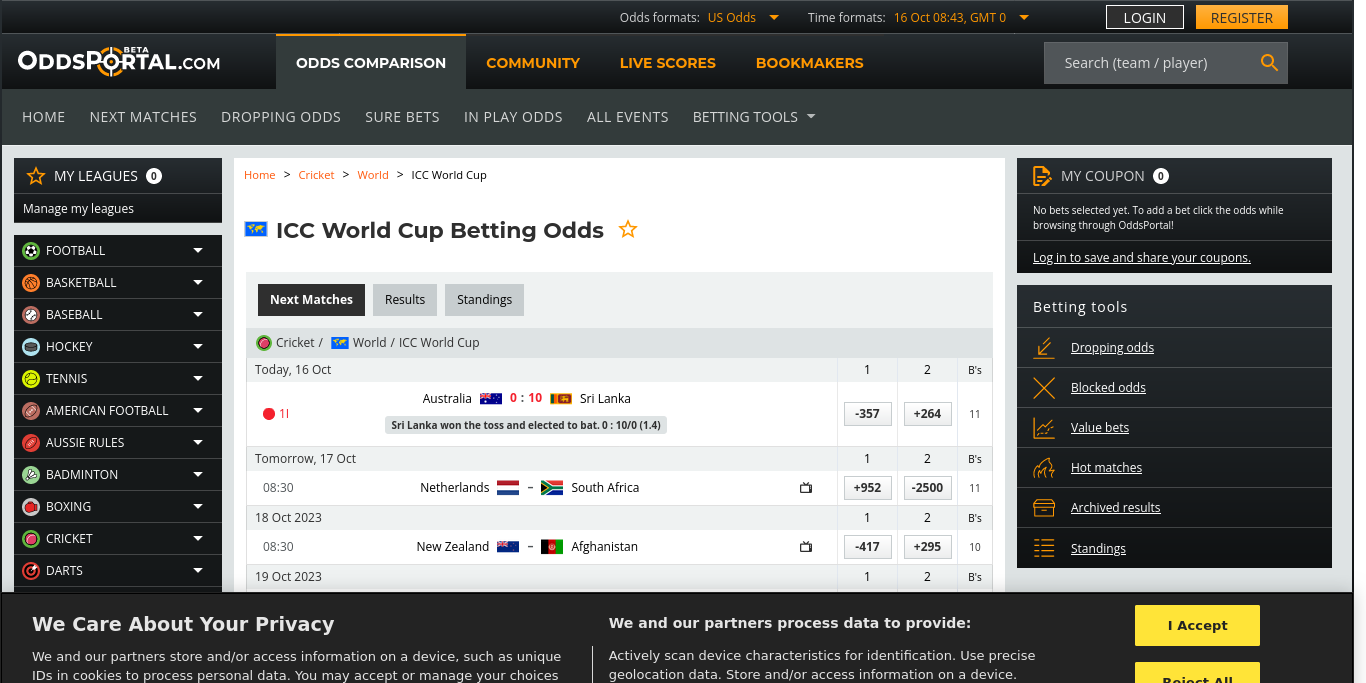 Odds formats: US Odds Time formats: 16 Oct 08:43, GMT 0 LOGIN REGISTER
ODDSPORTAL.COM BETA
ODDS COMPARISON COMMUNITY LIVE SCORES BOOKMAKERS Search (team / player)
HOME NEXT MATCHES DROPPING ODDS SURE BETS IN PLAY ODDS ALL EVENTS BETTING TOOLS
MY LEAGUES 0
Manage my leagues
FOOTBALL
BASKETBALL
BASEBALL
HOCKEY
TENNIS
AMERICAN FOOTBALL
AUSSIE RULES
BADMINTON
BOXING
CRICKET
DARTS
Home > Cricket > World > ICC World Cup
ICC World Cup Betting Odds
Next Matches Results Standings
Cricket / World / ICC World Cup
Today, 16 Oct 1 2 B's
1I Australia 0 : 10 Sri Lanka -357 +264 11
Sri Lanka won the toss and elected to bat. 0 : 10/0 (1.4)
Tomorrow, 17 Oct 1 2 B's
08:30 Netherlands – South Africa +952 -2500 11
18 Oct 2023 1 2 B's
08:30 New Zealand – Afghanistan -417 +295 10
19 Oct 2023 1 2 B's
MY COUPON 0
No bets selected yet. To add a bet click the odds while
browsing through OddsPortal!
Log in to save and share your coupons.
Betting tools
Dropping odds
Blocked odds
Value bets
Hot matches
Archived results
Standings
We Care About Your Privacy
We and our partners store and/or access information on a device, such as unique
IDs in cookies to process personal data. You may accept or manage your choices
We and our partners process data to provide:
Actively scan device characteristics for identification. Use precise
geolocation data. Store and/or access information on a device.
I Accept
Reject All